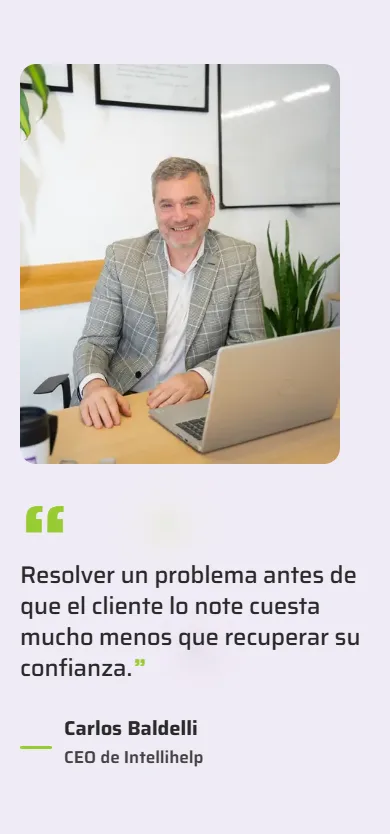 “
Resolver un problema antes de
que el cliente lo note cuesta
mucho menos que recuperar su
confianza.”
Carlos Baldelli
CEO de Intellihelp